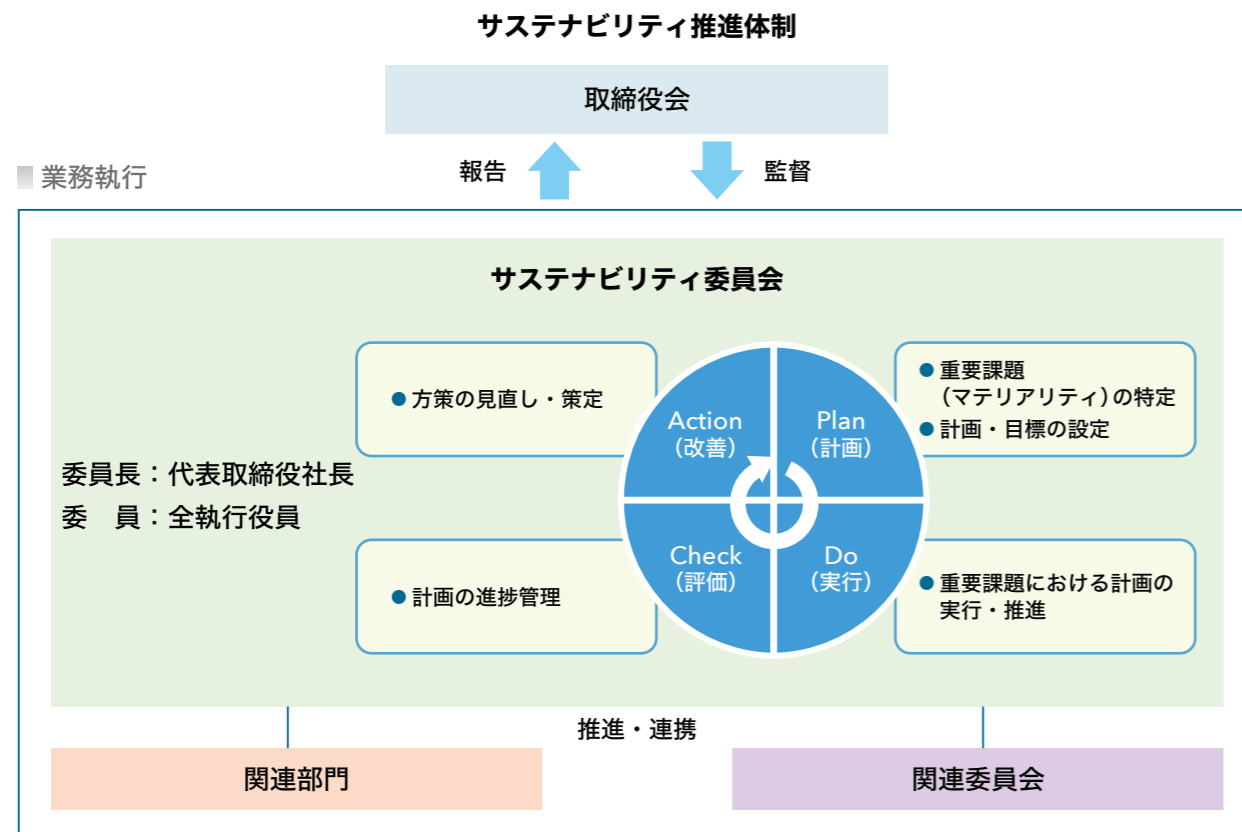 サステナビリティ推進体制
取締役会
報告
監督
業務執行
サステナビリティ委員会
委員長：代表取締役社長
委　員：全執行役員
●方策の見直し・策定
Action
（改善）
Plan
（計画）
●重要課題
（マテリアリティ）の特定
●計画・目標の設定
●計画の進捗管理
Check
（評価）
Do
（実行）
●重要課題における計画の
実行・推進
推進・連携
関連部門
関連委員会